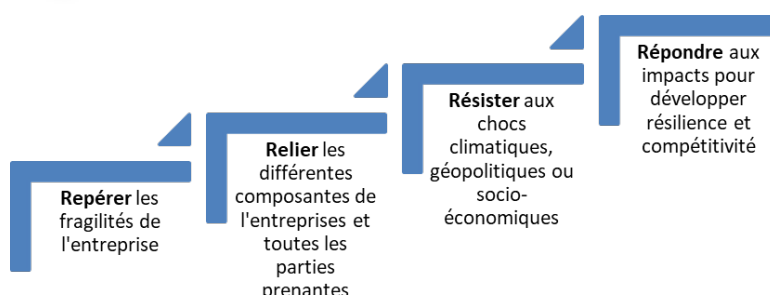 Repérer les
fragilités de
l'entreprise
Relier les
différentes
composantes de
l'entreprises et
toutes les
parties
prenantes
Résister aux
chocs
climatiques,
géopolitiques ou
socio-
économiques
Répondre aux
impacts pour
développer
résilience et
compétitivité